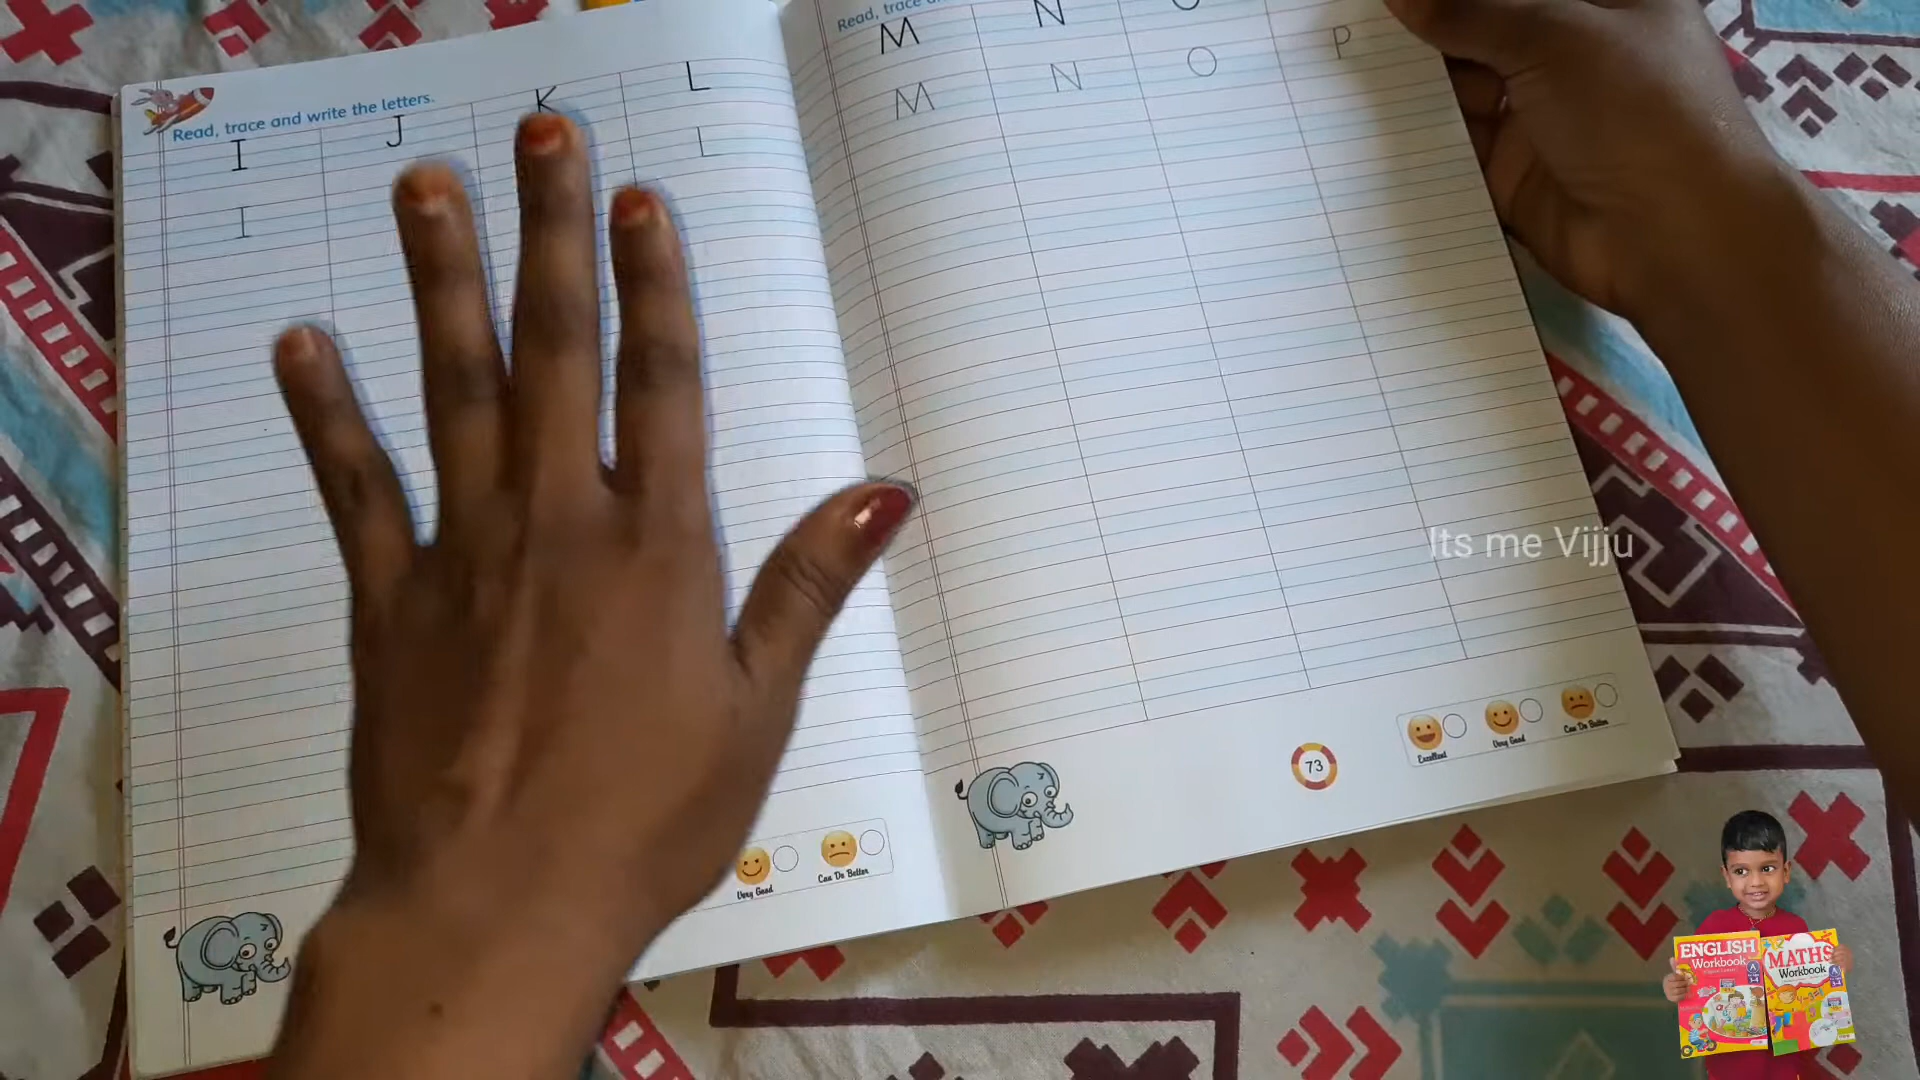 Read, trace and write the letters.
I J K L
I L
Very Good Can Do Better
Read, trace
M N O
M N O P
73
Excellent Very Good Can Do Better
Its me Vijju
ENGLISH
Workbook
MATHS
Workbook